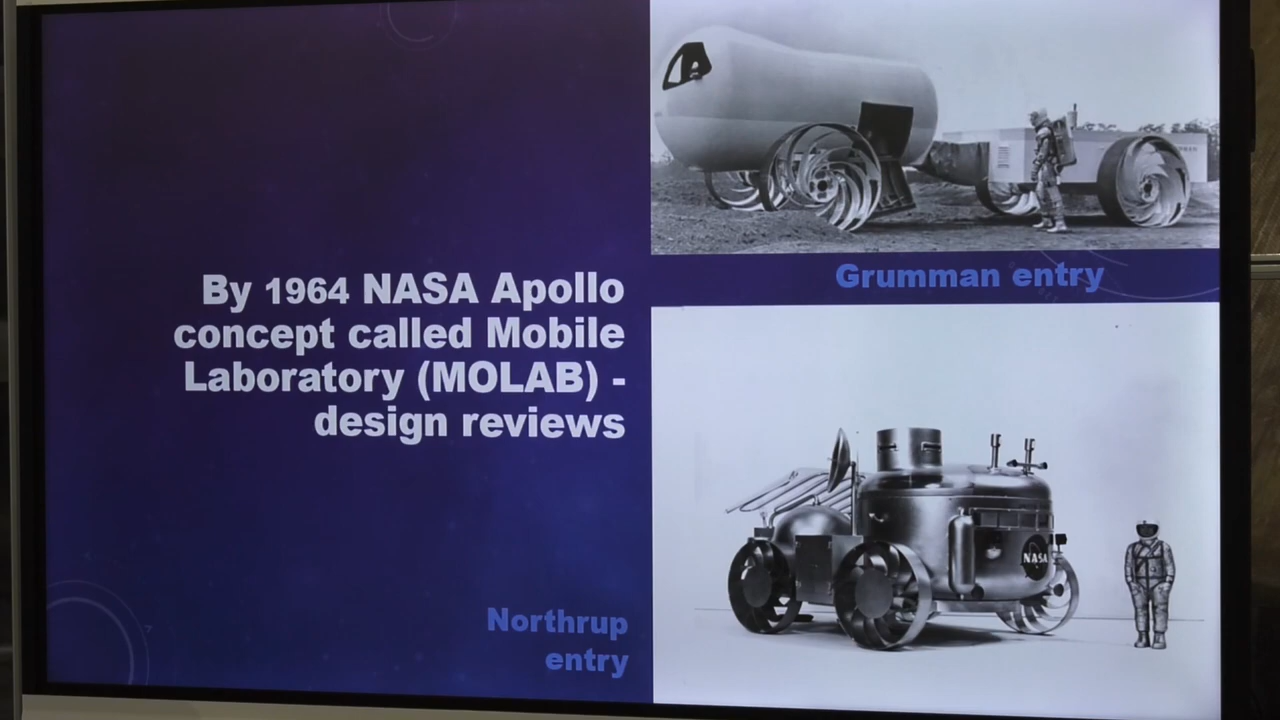 By 1964 NASA Apollo
concept called Mobile
Laboratory (MOLAB) -
design reviews
Grumman entry
Northrup
entry
NASA